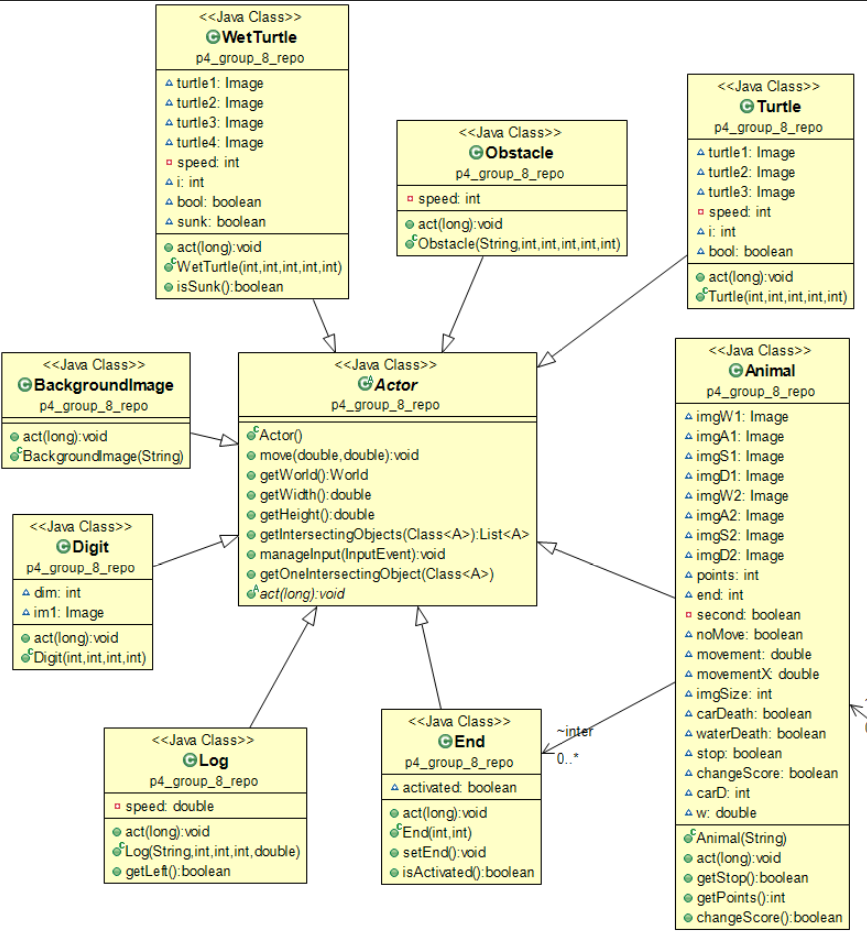 <<Java Class>>
WetTurtle
p4_group_8_repo
turtle1: Image
turtle2: Image
turtle3: Image
turtle4: Image
speed: int
i: int
bool: boolean
sunk: boolean
act(long):void
WetTurtle(int,int,int,int,int)
isSunk():boolean
<<Java Class>>
Obstacle
p4_group_8_repo
speed: int
act(long):void
Obstacle(String,int,int,int,int,int)
<<Java Class>>
Turtle
p4_group_8_repo
turtle1: Image
turtle2: Image
turtle3: Image
speed: int
i: int
bool: boolean
act(long):void
Turtle(int,int,int,int,int)
<<Java Class>>
BackgroundImage
p4_group_8_repo
act(long):void
BackgroundImage(String)
<<Java Class>>
Actor
p4_group_8_repo
Actor()
move(double,double):void
getWorld():World
getWidth():double
getHeight():double
getIntersectingObjects(Class<A>):List<A>
manageInput(InputEvent):void
getOneIntersectingObject(Class<A>)
act(long):void
<<Java Class>>
Animal
p4_group_8_repo
imgW1: Image
imgA1: Image
imgS1: Image
imgD1: Image
imgW2: Image
imgA2: Image
imgS2: Image
imgD2: Image
points: int
end: int
second: boolean
noMove: boolean
movement: double
movementX: double
imgSize: int
carDeath: boolean
waterDeath: boolean
stop: boolean
changeScore: boolean
carD: int
w: double
Animal(String)
act(long):void
getStop():boolean
getPoints():int
changeScore():boolean
<<Java Class>>
Digit
p4_group_8_repo
dim: int
im1: Image
act(long):void
Digit(int,int,int,int)
<<Java Class>>
Log
p4_group_8_repo
speed: double
act(long):void
Log(String,int,int,int,double)
getLeft():boolean
<<Java Class>>
End
p4_group_8_repo
activated: boolean
act(long):void
End(int,int)
setEnd():void
isActivated():boolean
~inter
0..*